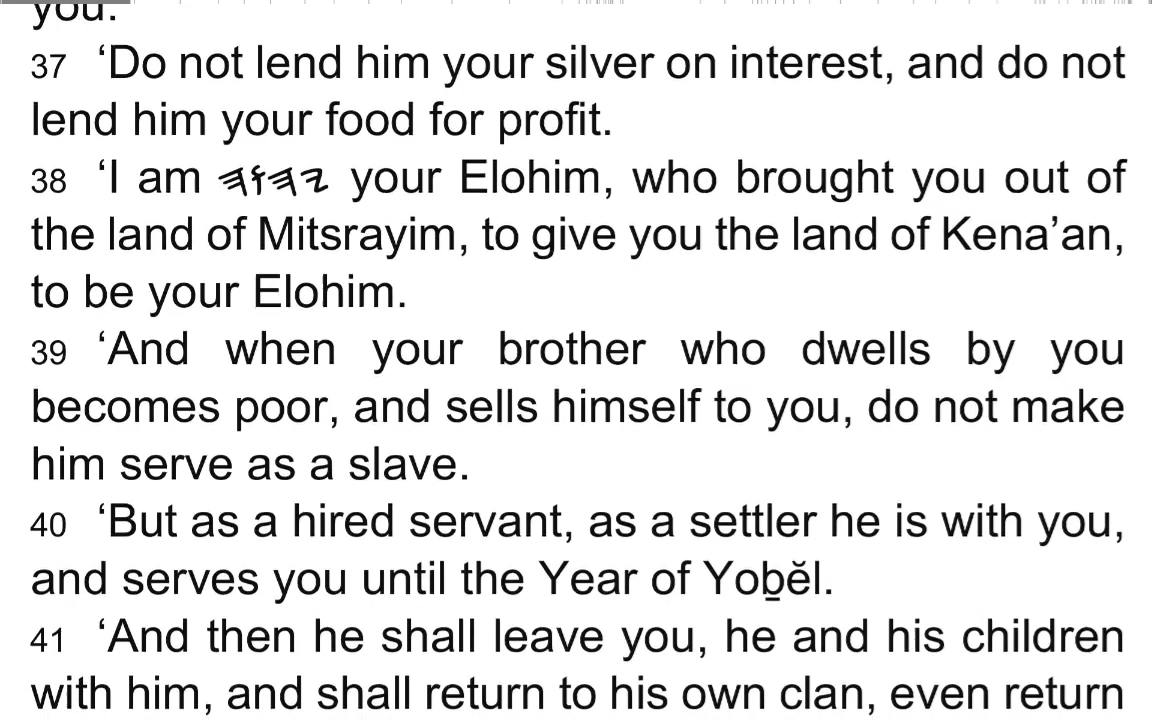 you.
37 ‘Do not lend him your silver on interest, and do not
lend him your food for profit.
38 ‘I am 𐤉𐤄𐤅𐤄 your Elohim, who brought you out of
the land of Mitsrayim, to give you the land of Kena’an,
to be your Elohim.
39 ‘And when your brother who dwells by you
becomes poor, and sells himself to you, do not make
him serve as a slave.
40 ‘But as a hired servant, as a settler he is with you,
and serves you until the Year of Yoḇĕl.
41 ‘And then he shall leave you, he and his children
with him, and shall return to his own clan, even return